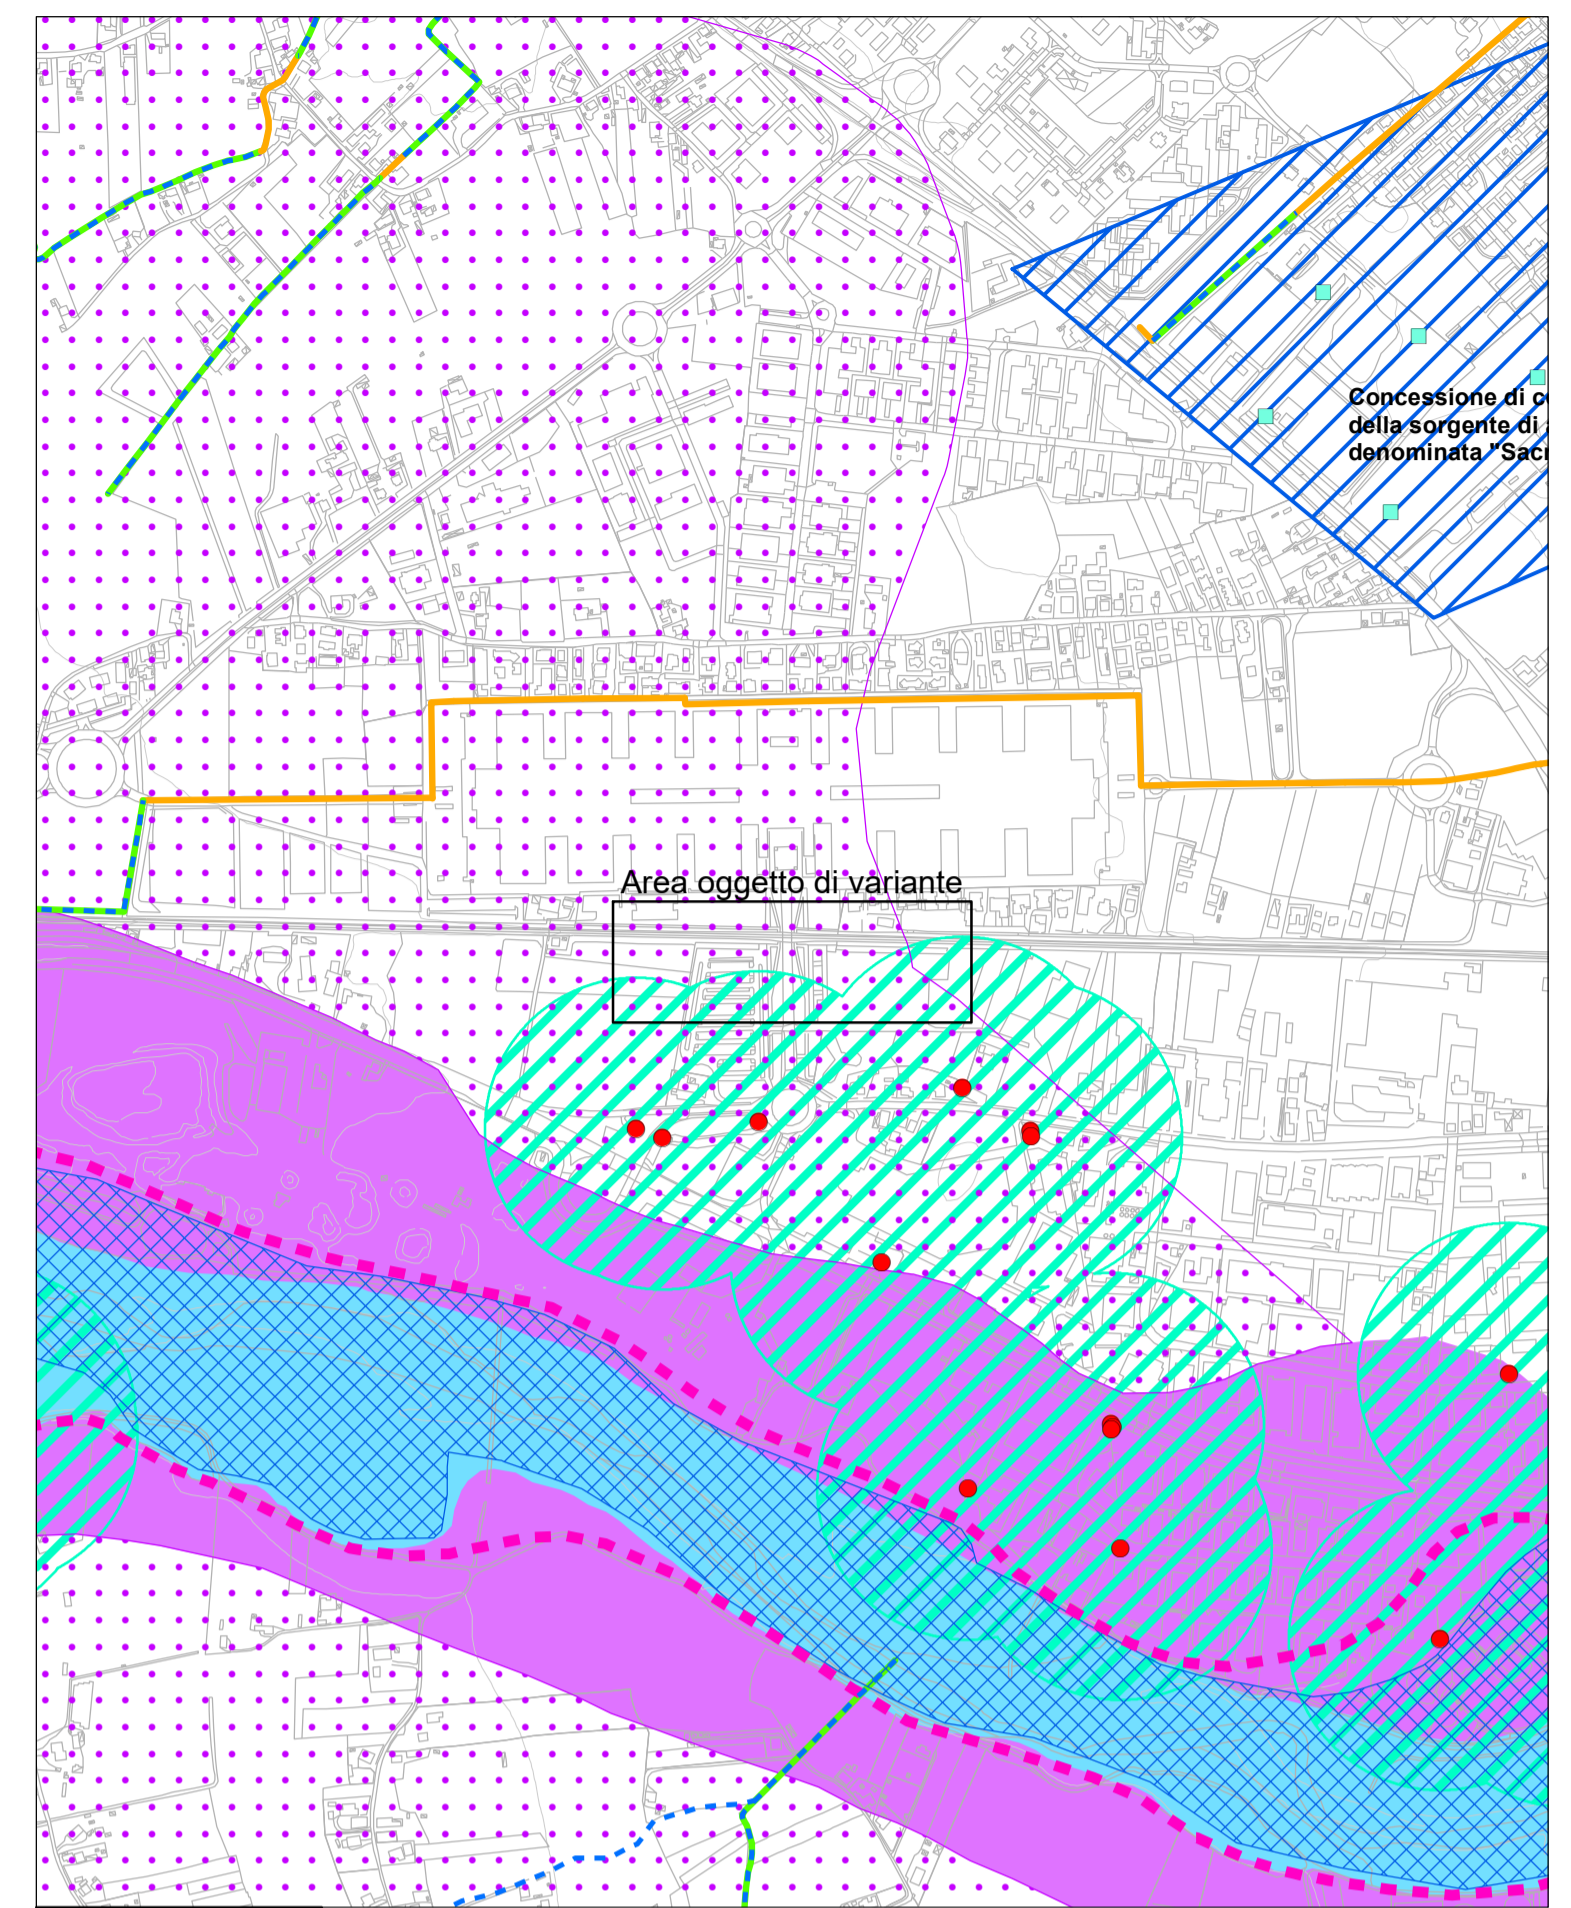 Concessione di c
della sorgente di
denominata "Sac
Area oggetto di variante